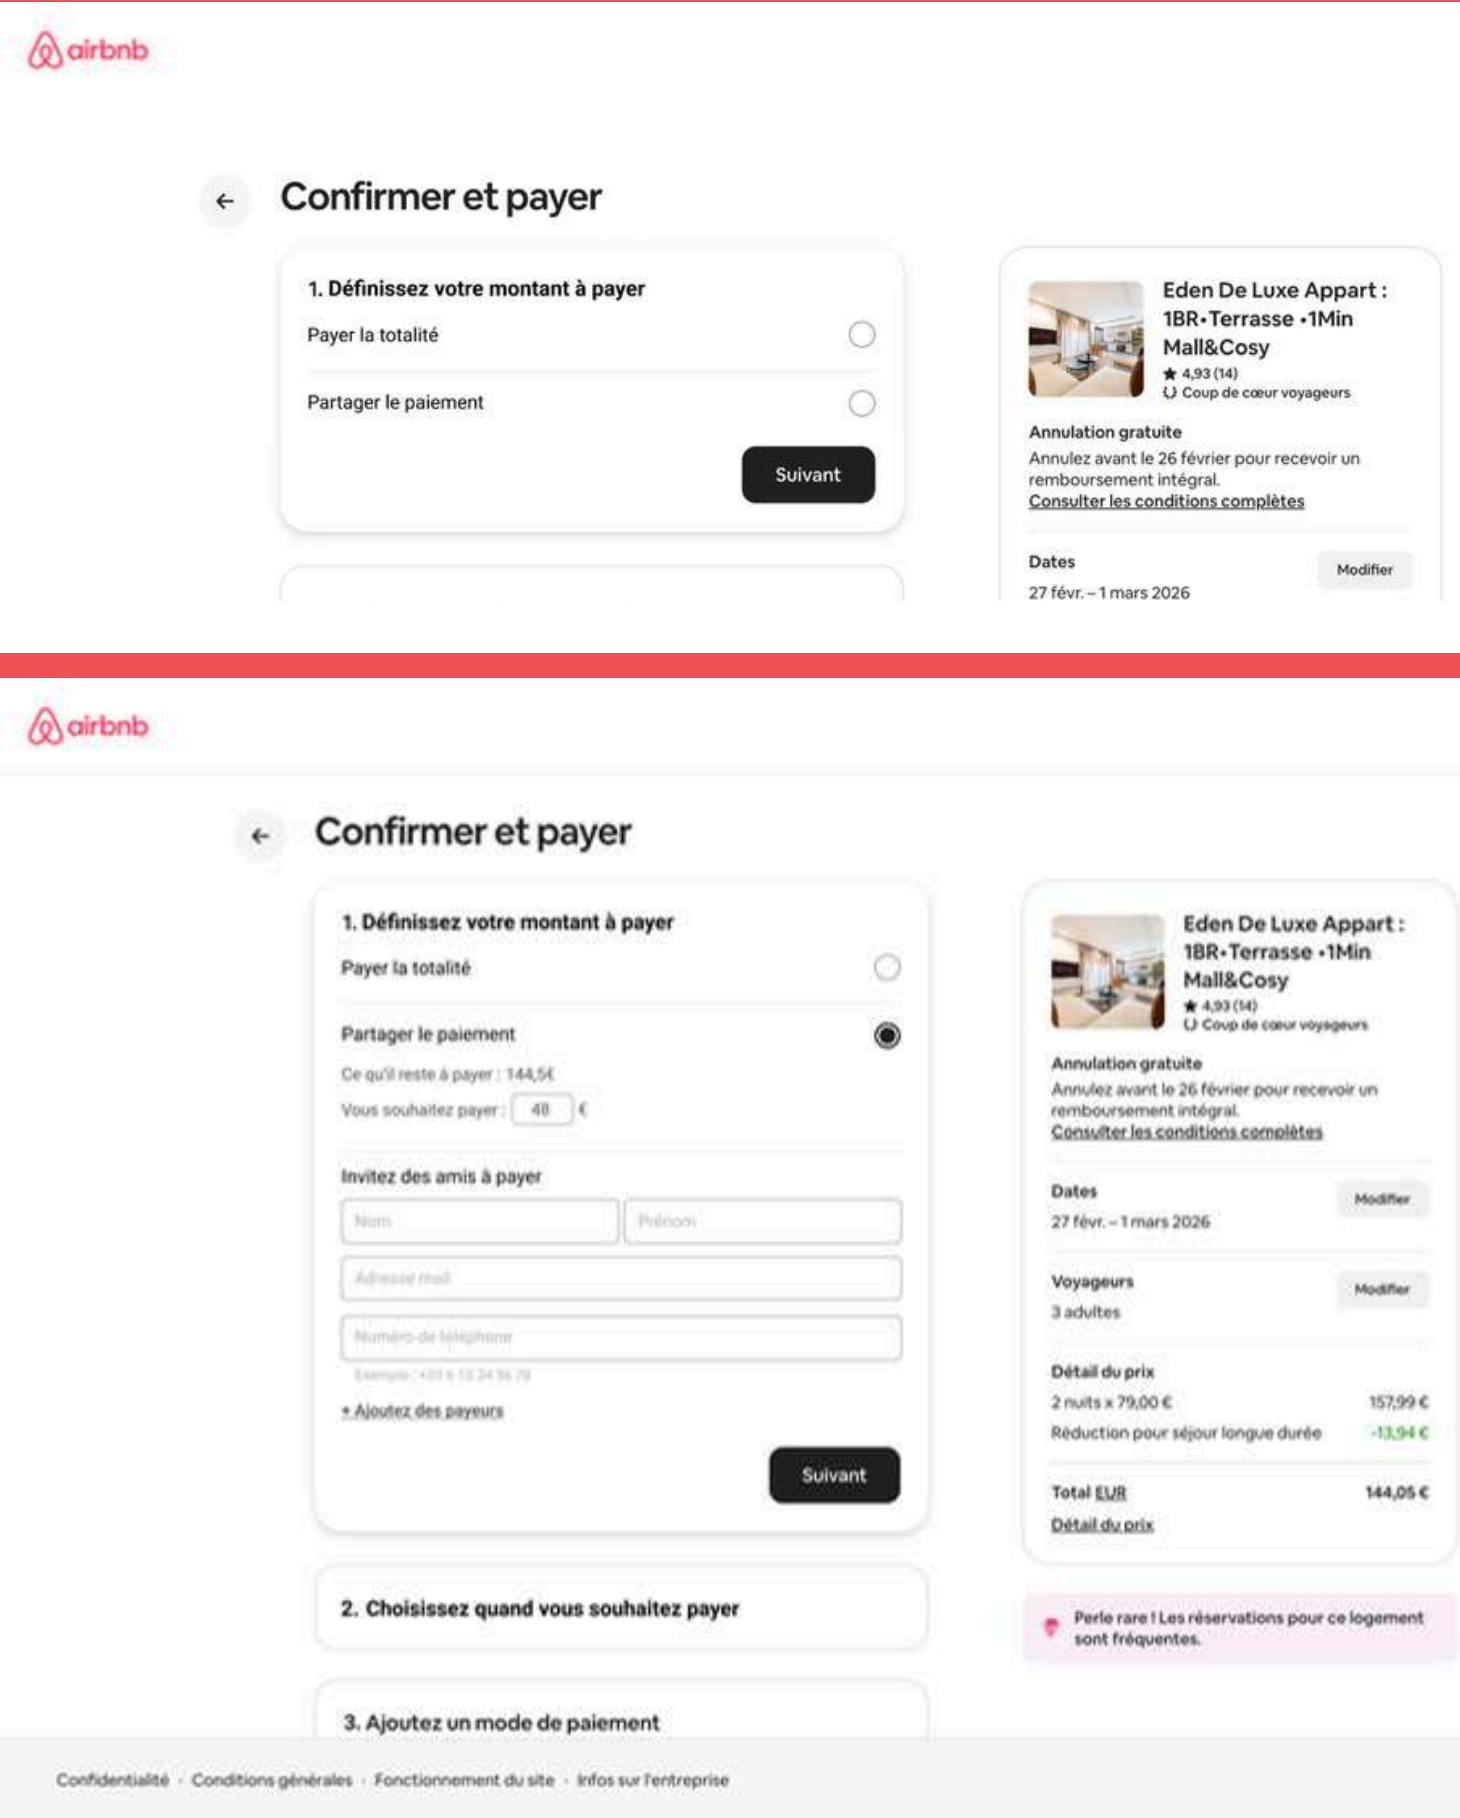 airbnb
Confirmer et payer
1. Définissez votre montant à payer
Payer la totalité
Partager le paiement
Suivant
Eden De Luxe Appart :
1BR•Terrasse •1Min
Mall&Cosy
★ 4,93 (14)
Coup de cœur voyageurs
Annulation gratuite
Annulez avant le 26 février pour recevoir un
remboursement intégral.
Consulter les conditions complètes
Dates
Modifier
27 févr. – 1 mars 2026
airbnb
Confirmer et payer
1. Définissez votre montant à payer
Payer la totalité
Partager le paiement
Ce qu'il reste à payer : 144,5€
Vous souhaitez payer : 48 €
Invitez des amis à payer
Nom
Prénom
Adresse mail
Numéro de téléphone
Exemple : +33 6 12 34 56 78
+ Ajoutez des payeurs
Suivant
2. Choisissez quand vous souhaitez payer
3. Ajoutez un mode de paiement
Eden De Luxe Appart :
1BR•Terrasse •1Min
Mall&Cosy
★ 4,93 (14)
Coup de cœur voyageurs
Annulation gratuite
Annulez avant le 26 février pour recevoir un
remboursement intégral.
Consulter les conditions complètes
Dates
Modifier
27 févr. – 1 mars 2026
Voyageurs
Modifier
3 adultes
Détail du prix
2 nuits x 79,00 € 157,99 €
Réduction pour séjour longue durée -13,94 €
Total EUR 144,05 €
Détail du prix
Perle rare ! Les réservations pour ce logement
sont fréquentes.
Confidentialité · Conditions générales · Fonctionnement du site · Infos sur l'entreprise